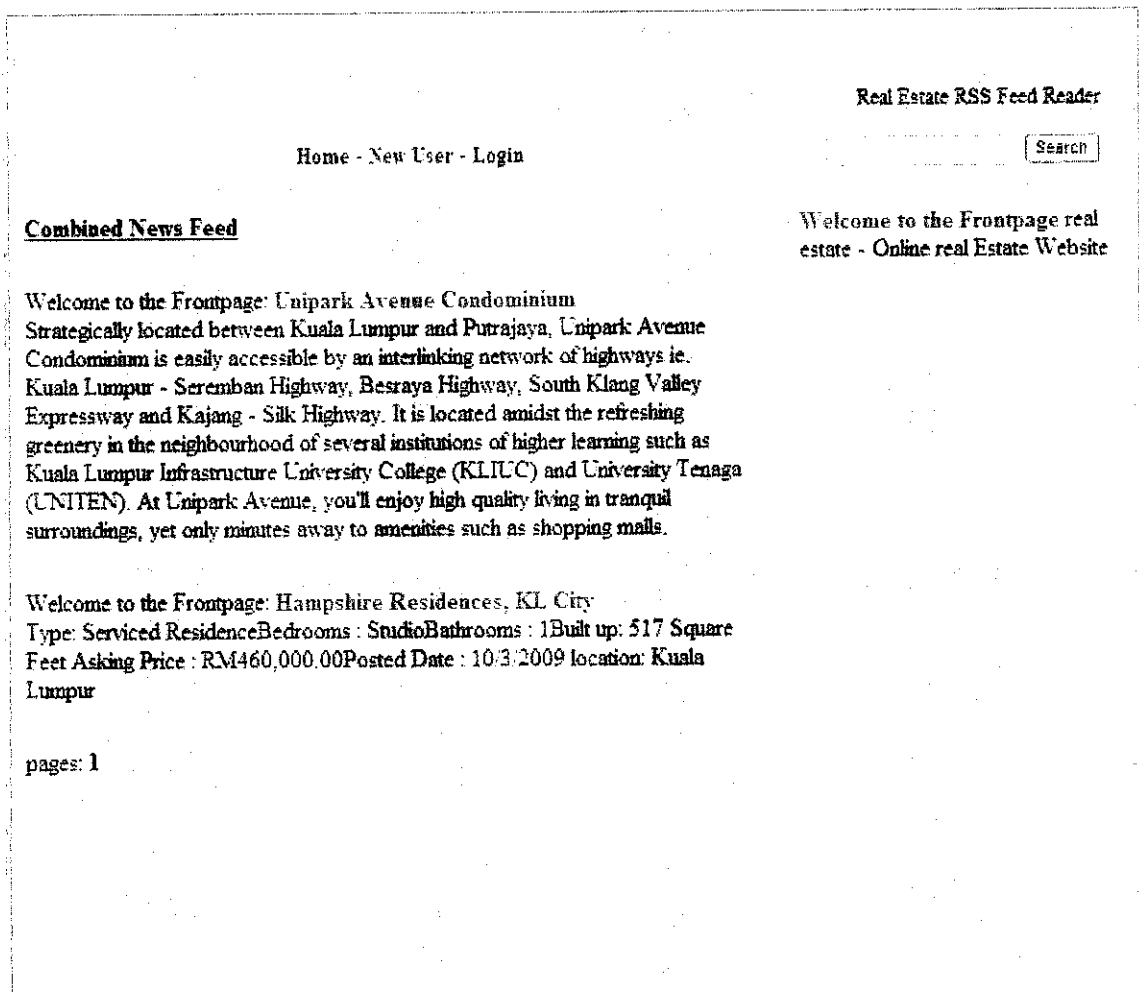 Real Estate RSS Feed Reader
Home - New User - Login
Search
Combined News Feed
Welcome to the Frontpage real
estate - Online real Estate Website
Welcome to the Frontpage: Unipark Avenue Condominium
Strategically located between Kuala Lumpur and Putrajaya, Unipark Avenue
Condominium is easily accessible by an interlinking network of highways ie.
Kuala Lumpur - Seremban Highway, Besraya Highway, South Klang Valley
Expressway and Kajang - Silk Highway. It is located amidst the refreshing
greenery in the neighbourhood of several institutions of higher learning such as
Kuala Lumpur Infrastructure University College (KLIUC) and University Tenaga
(UNITEN). At Unipark Avenue, you'll enjoy high quality living in tranquil
surroundings, yet only minutes away to amenities such as shopping malls.
Welcome to the Frontpage: Hampshire Residences, KL City
Type: Serviced ResidenceBedrooms : StudioBathrooms : 1Built up: 517 Square
Feet Asking Price : RM460,000.00Posted Date : 10/3/2009 location: Kuala
Lumpur
pages: 1